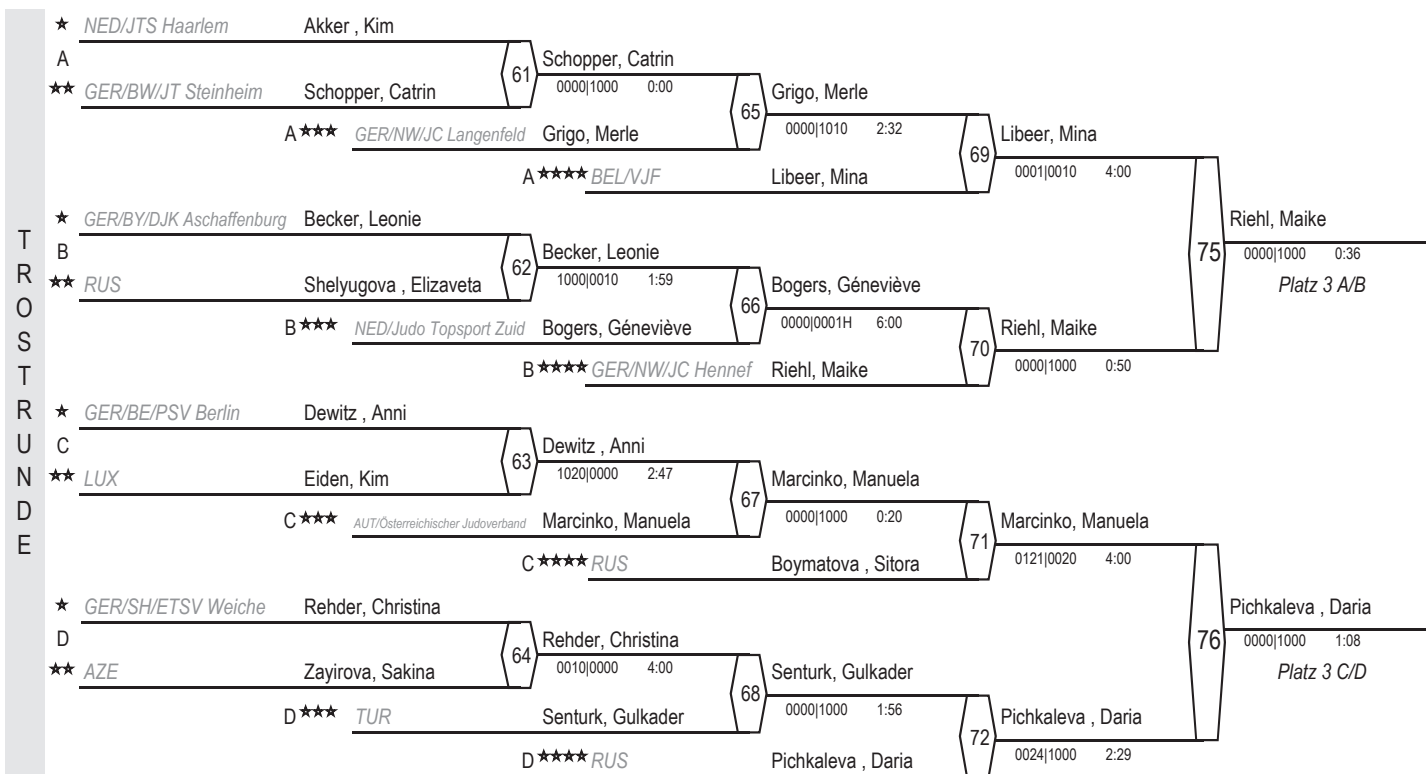 TROSTRUNDE
★ NED/JTS Haarlem Akker , Kim
A
61 Schopper, Catrin
0000|1000 0:00
★★ GER/BW/JT Steinheim Schopper, Catrin
65 Grigo, Merle
0000|1010 2:32
A ★★★ GER/NW/JC Langenfeld Grigo, Merle
69 Libeer, Mina
0001|0010 4:00
A ★★★★ BEL/VJF Libeer, Mina
★ GER/BY/DJK Aschaffenburg Becker, Leonie
75 Riehl, Maike
0000|1000 0:36
Platz 3 A/B
B
62 Becker, Leonie
1000|0010 1:59
★★ RUS Shelyugova , Elizaveta
66 Bogers, Géneviève
0000|0001H 6:00
B ★★★ NED/Judo Topsport Zuid Bogers, Géneviève
70 Riehl, Maike
0000|1000 0:50
B ★★★★ GER/NW/JC Hennef Riehl, Maike
★ GER/BE/PSV Berlin Dewitz , Anni
C
63 Dewitz , Anni
1020|0000 2:47
★★ LUX Eiden, Kim
67 Marcinko, Manuela
0000|1000 0:20
C ★★★ AUT/Österreichischer Judoverband Marcinko, Manuela
71 Marcinko, Manuela
0121|0020 4:00
C ★★★★ RUS Boymatova , Sitora
★ GER/SH/ETSV Weiche Rehder, Christina
76 Pichkaleva , Daria
0000|1000 1:08
Platz 3 C/D
D
64 Rehder, Christina
0010|0000 4:00
★★ AZE Zayirova, Sakina
68 Senturk, Gulkader
0000|1000 1:56
D ★★★ TUR Senturk, Gulkader
72 Pichkaleva , Daria
0024|1000 2:29
D ★★★★ RUS Pichkaleva , Daria